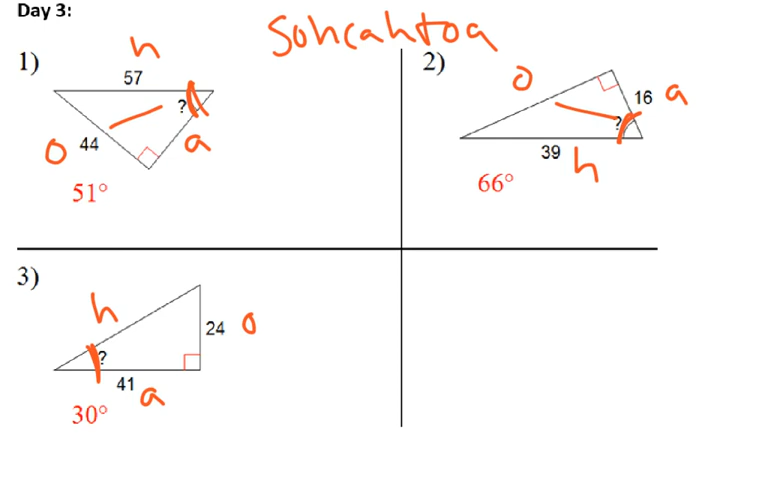 Day 3:
Sohcahtoa
1)
h
57
?
o
44
a
51°
2)
o
16
a
?
39
h
66°
3)
h
24
o
?
41
a
30°